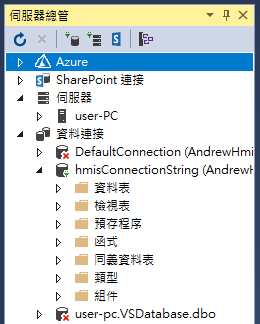 伺服器總管
Azure
SharePoint 連接
伺服器
user-PC
資料連接
DefaultConnection (AndrewHmi
hmisConnectionString (AndrewH
資料表
檢視表
預存程序
函式
同義資料表
類型
組件
user-pc.VSDatabase.dbo